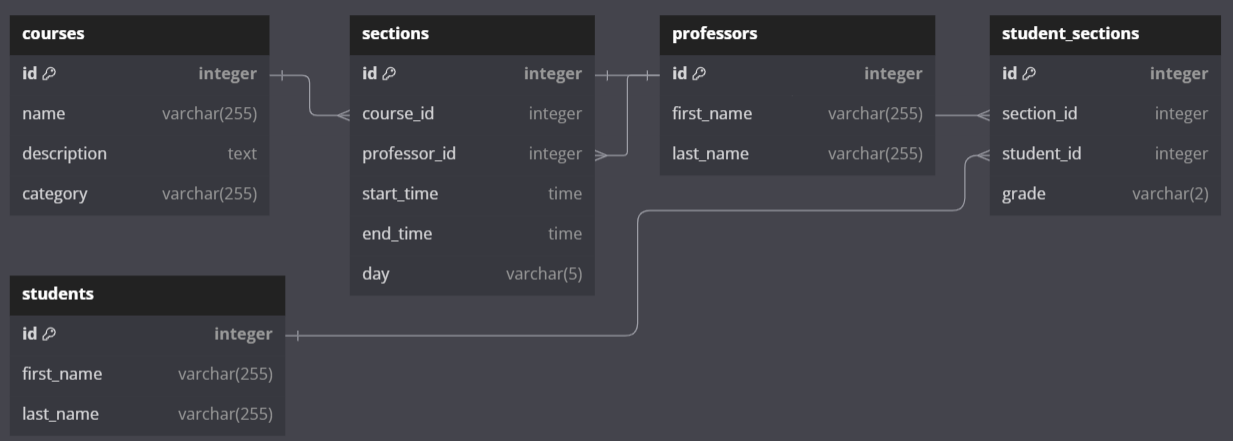 courses
id integer
name varchar(255)
description text
category varchar(255)
sections
id integer
course_id integer
professor_id integer
start_time time
end_time time
day varchar(5)
professors
id integer
first_name varchar(255)
last_name varchar(255)
student_sections
id integer
section_id integer
student_id integer
grade varchar(2)
students
id integer
first_name varchar(255)
last_name varchar(255)